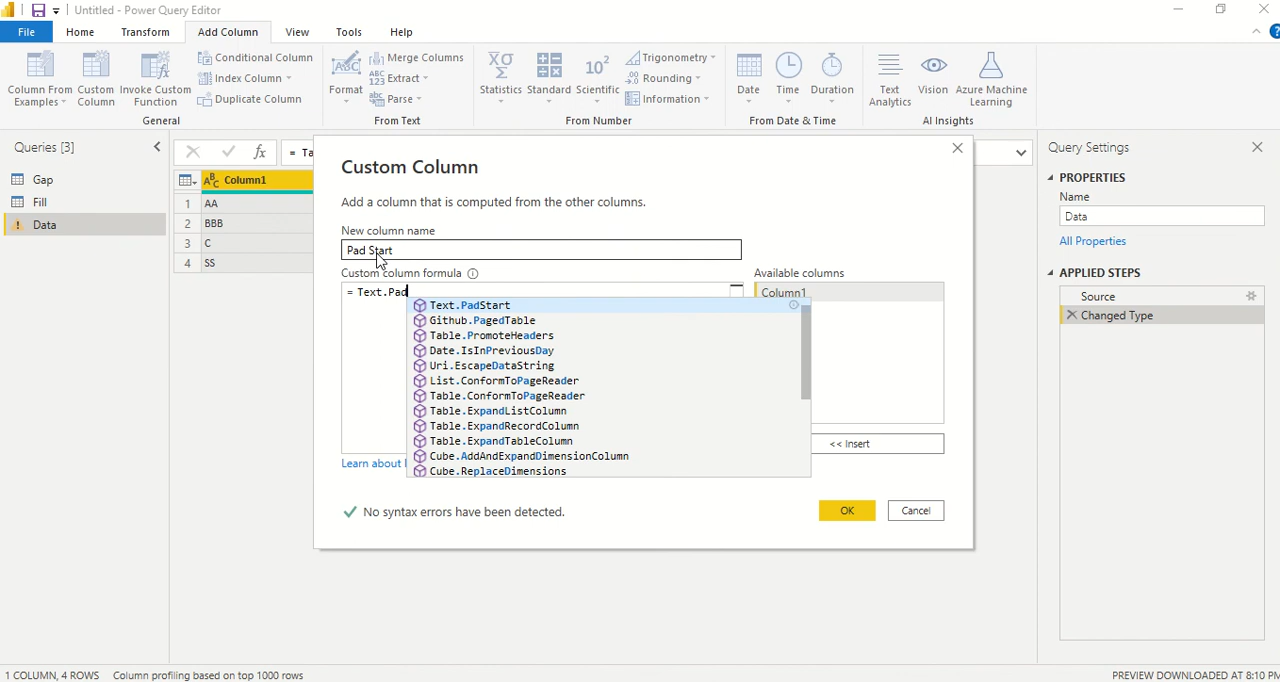 Untitled - Power Query Editor
File Home Transform Add Column View Tools Help
Column From Examples
Custom Column
Invoke Custom Function
Conditional Column
Index Column
Duplicate Column
General
Format
Merge Columns
Extract
Parse
From Text
Statistics
Standard
Scientific
Trigonometry
Rounding
Information
From Number
Date
Time
Duration
From Date & Time
Text Analytics
Vision
Azure Machine Learning
AI Insights
Queries [3]
Gap
Fill
Data
fx = Ta
Column1
1 AA
2 BBB
3 C
4 SS
Custom Column
Add a column that is computed from the other columns.
New column name
Pad Start
Custom column formula
= Text.Pad
Text.PadStart
Github.PagedTable
Table.PromoteHeaders
Date.IsInPreviousDay
Uri.EscapeDataString
List.ConformToPageReader
Table.ConformToPageReader
Table.ExpandListColumn
Table.ExpandRecordColumn
Table.ExpandTableColumn
Cube.AddAndExpandDimensionColumn
Cube.ReplaceDimensions
Available columns
Column1
<< Insert
Learn about
No syntax errors have been detected.
OK
Cancel
Query Settings
PROPERTIES
Name
Data
All Properties
APPLIED STEPS
Source
Changed Type
1 COLUMN, 4 ROWS Column profiling based on top 1000 rows
PREVIEW DOWNLOADED AT 8:10 PM